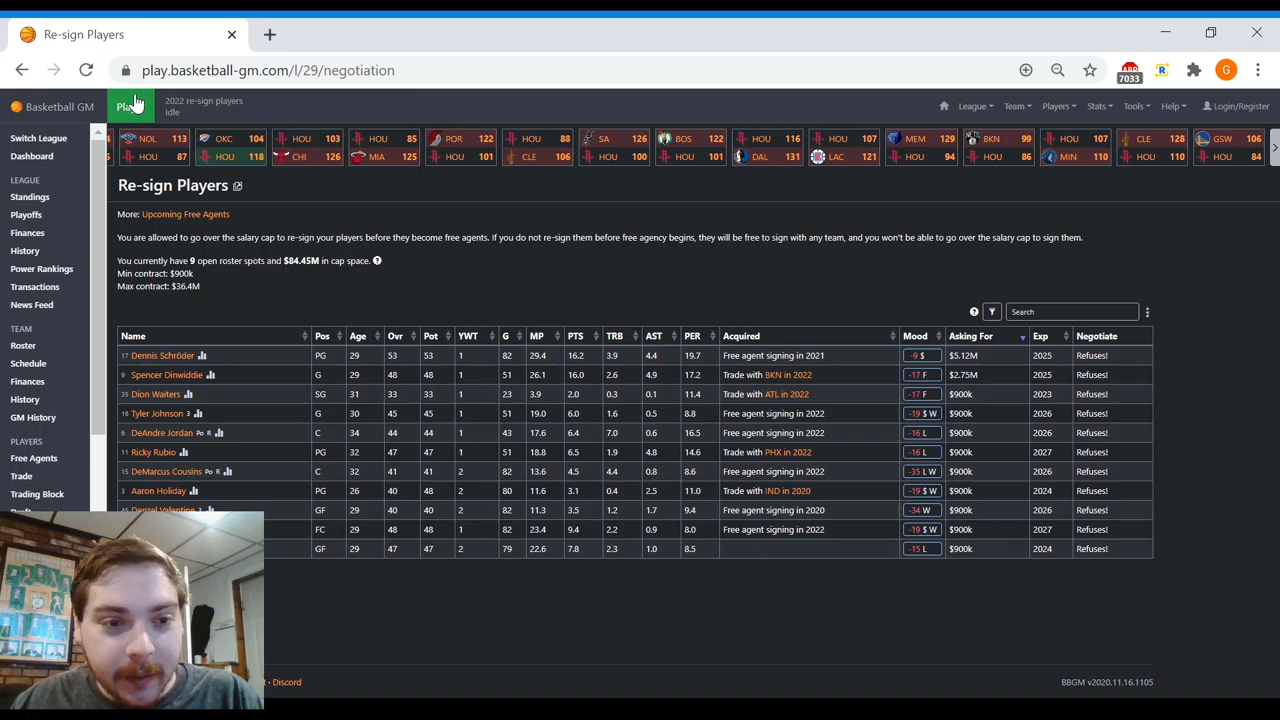 Re-sign Players
play.basketball-gm.com/l/29/negotiation
ABP
7033
R
G
Basketball GM
Play
2022 re-sign players
Idle
League
Team
Players
Stats
Tools
Help
Login/Register
Switch League
Dashboard
LEAGUE
Standings
Playoffs
Finances
History
Power Rankings
Transactions
News Feed
TEAM
Roster
Schedule
Finances
History
GM History
PLAYERS
Free Agents
Trade
Trading Block
NOL 113 OKC 104 HOU 103 HOU 85 POR 122 HOU 88 SA 126 BOS 122 HOU 116 HOU 107 MEM 129 BKN 99 HOU 107 CLE 128 GSW 106
HOU 87 HOU 118 CHI 126 MIA 125 HOU 101 CLE 106 HOU 100 HOU 101 DAL 131 LAC 121 HOU 94 HOU 86 MIN 110 HOU 110 HOU 84
Re-sign Players
More: Upcoming Free Agents
You are allowed to go over the salary cap to re-sign your players before they become free agents. If you do not re-sign them before free agency begins, they will be free to sign with any team, and you won't be able to go over the salary cap to sign them.
You currently have 9 open roster spots and $84.45M in cap space. ?
Min contract: $900k
Max contract: $36.4M
Search
Name Pos Age Ovr Pot YWT G MP PTS TRB AST PER Acquired Mood Asking For Exp Negotiate
17 Dennis Schröder PG 29 53 53 1 82 29.4 16.2 3.9 4.4 19.7 Free agent signing in 2021 -9 $ $5.12M 2025 Refuses!
9 Spencer Dinwiddie G 29 48 48 1 51 26.1 16.0 2.6 4.9 17.2 Trade with BKN in 2022 -17 F $2.75M 2025 Refuses!
35 Dion Waiters SG 31 33 33 1 23 3.9 2.0 0.3 0.1 11.4 Trade with ATL in 2022 -17 F $900k 2023 Refuses!
16 Tyler Johnson 3 G 30 45 45 1 51 19.0 6.0 1.6 0.5 8.8 Free agent signing in 2022 -19 $ W $900k 2026 Refuses!
6 DeAndre Jordan Po R C 34 44 44 1 43 17.6 6.4 7.0 0.6 16.5 Free agent signing in 2022 -16 L $900k 2026 Refuses!
11 Ricky Rubio PG 32 47 47 1 51 18.8 6.5 1.9 4.8 14.6 Trade with PHX in 2022 -16 L $900k 2027 Refuses!
15 DeMarcus Cousins Po R C 32 41 41 2 82 13.6 4.5 4.4 0.8 8.6 Free agent signing in 2022 -35 L W $900k 2026 Refuses!
3 Aaron Holiday PG 26 40 48 2 80 11.6 3.1 0.4 2.5 11.0 Trade with IND in 2020 -19 $ W $900k 2024 Refuses!
Denzel Valentine 3 GF 29 40 40 2 82 11.3 3.5 1.2 1.7 9.4 Free agent signing in 2020 -34 W $900k 2026 Refuses!
FC 29 48 48 1 82 23.4 9.4 2.2 0.9 8.0 Free agent signing in 2022 -19 $ W $900k 2027 Refuses!
GF 29 47 47 2 79 22.6 7.8 2.3 1.0 8.5 -15 L $900k 2024 Refuses!
Discord
BBGM v2020.11.16.1105